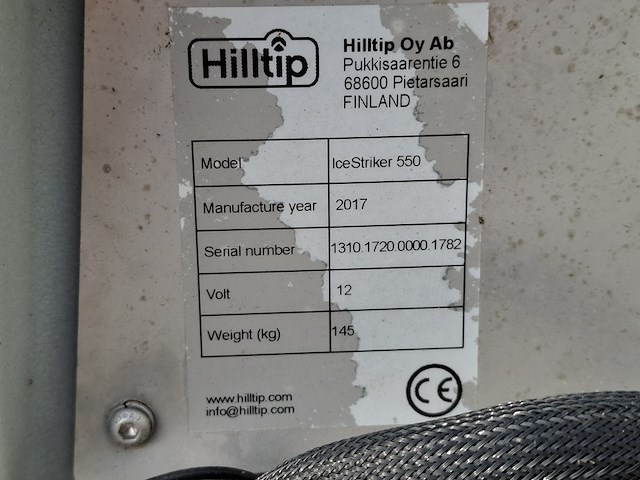 Hilltip
Hilltip Oy Ab
Pukkisaarentie 6
68600 Pietarsaari
FINLAND
Model IceStriker 550
Manufacture year 2017
Serial number 1310.1720.0000.1782
Volt 12
Weight (kg) 145
www.hilltip.com
info@hilltip.com
CE